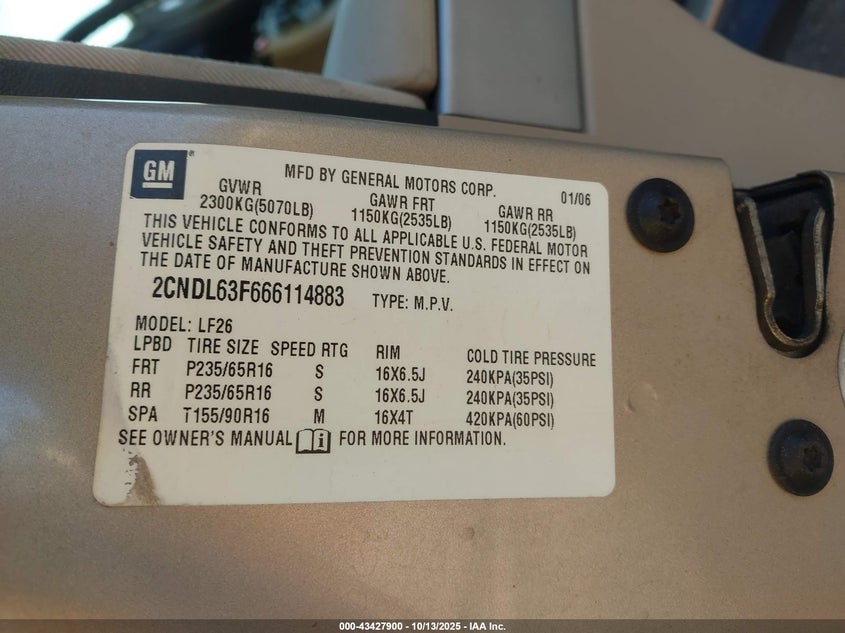 GM
MFD BY GENERAL MOTORS CORP. 01/06
GVWR GAWR FRT GAWR RR
2300KG(5070LB) 1150KG(2535LB) 1150KG(2535LB)
THIS VEHICLE CONFORMS TO ALL APPLICABLE U.S. FEDERAL MOTOR
VEHICLE SAFETY AND THEFT PREVENTION STANDARDS IN EFFECT ON
THE DATE OF MANUFACTURE SHOWN ABOVE.
2CNDL63F666114883 TYPE: M.P.V.
MODEL: LF26
LPBD TIRE SIZE SPEED RTG RIM COLD TIRE PRESSURE
FRT P235/65R16 S 16X6.5J 240KPA(35PSI)
RR P235/65R16 S 16X6.5J 240KPA(35PSI)
SPA T155/90R16 M 16X4T 420KPA(60PSI)
SEE OWNER'S MANUAL i FOR MORE INFORMATION.
000-43427900 - 10/13/2025 - IAA Inc.